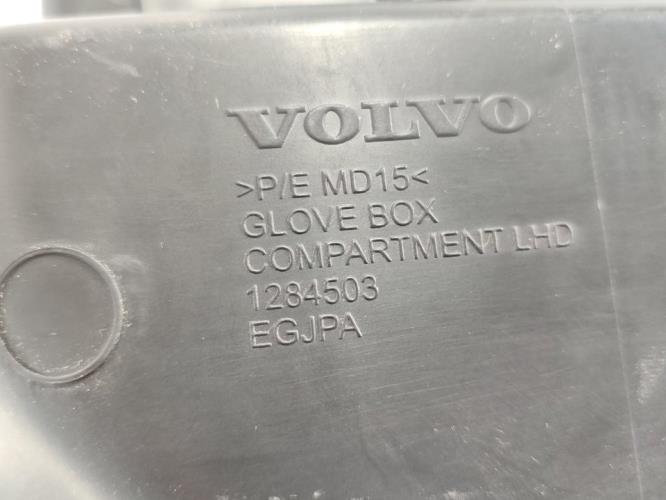 VOLVO
>P/E MD15<
GLOVE BOX
COMPARTMENT LHD
1284503
EGJPA